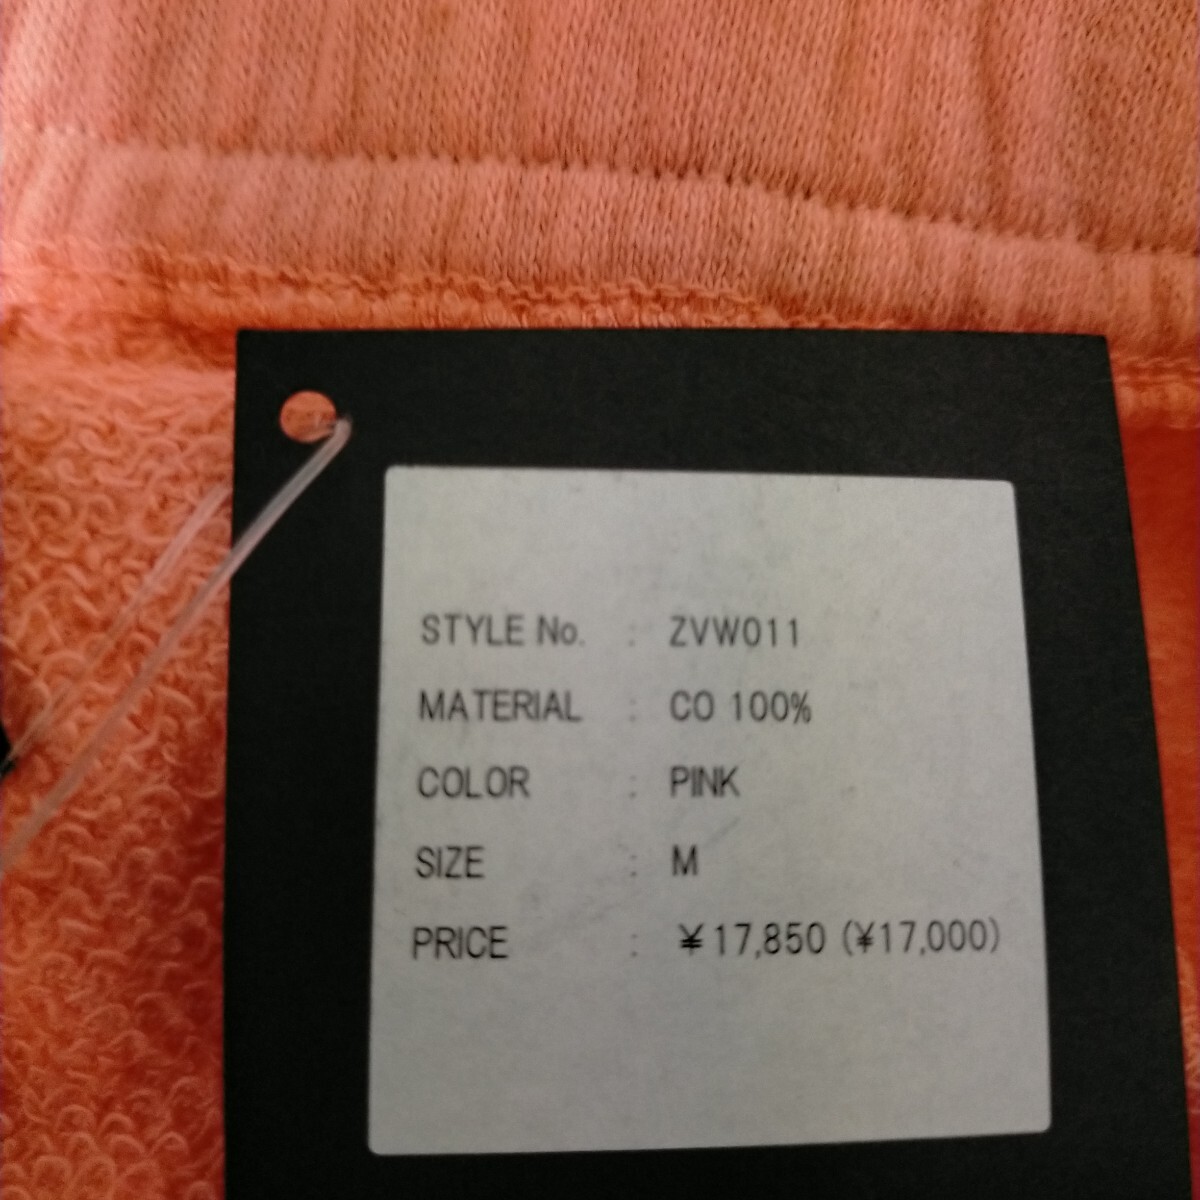 STYLE No. : ZVW011
MATERIAL : CO 100%
COLOR : PINK
SIZE : M
PRICE : ¥17,850 (¥17,000)